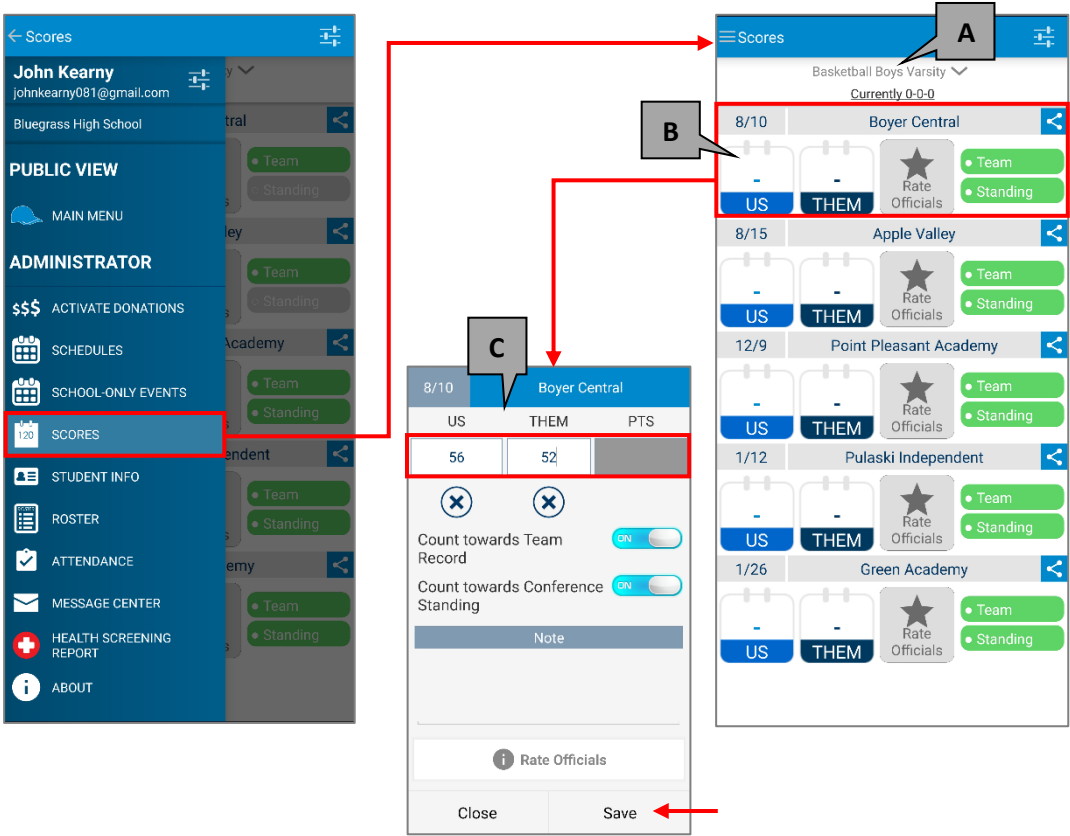 Scores
John Kearny
johnkearny081@gmail.com
Bluegrass High School
PUBLIC VIEW
MAIN MENU
ADMINISTRATOR
$$$ ACTIVATE DONATIONS
SCHEDULES
SCHOOL-ONLY EVENTS
120 SCORES
STUDENT INFO
ROSTER
ATTENDANCE
MESSAGE CENTER
HEALTH SCREENING
REPORT
ABOUT
y
tral
Team
Standing
s
ley
Team
Standing
s
Academy
Team
Standing
s
endent
Team
Standing
s
emy
Team
Standing
s
C
8/10 Boyer Central
US THEM PTS
56 52
Count towards Team
Record
ON
Count towards Conference
Standing
ON
Note
Rate Officials
Close Save
A
B
Scores
Basketball Boys Varsity
Currently 0-0-0
8/10 Boyer Central
- - Rate
Officials
US THEM
Team
Standing
8/15 Apple Valley
- - Rate
Officials
US THEM
Team
Standing
12/9 Point Pleasant Academy
- - Rate
Officials
US THEM
Team
Standing
1/12 Pulaski Independent
- - Rate
Officials
US THEM
Team
Standing
1/26 Green Academy
- - Rate
Officials
US THEM
Team
Standing